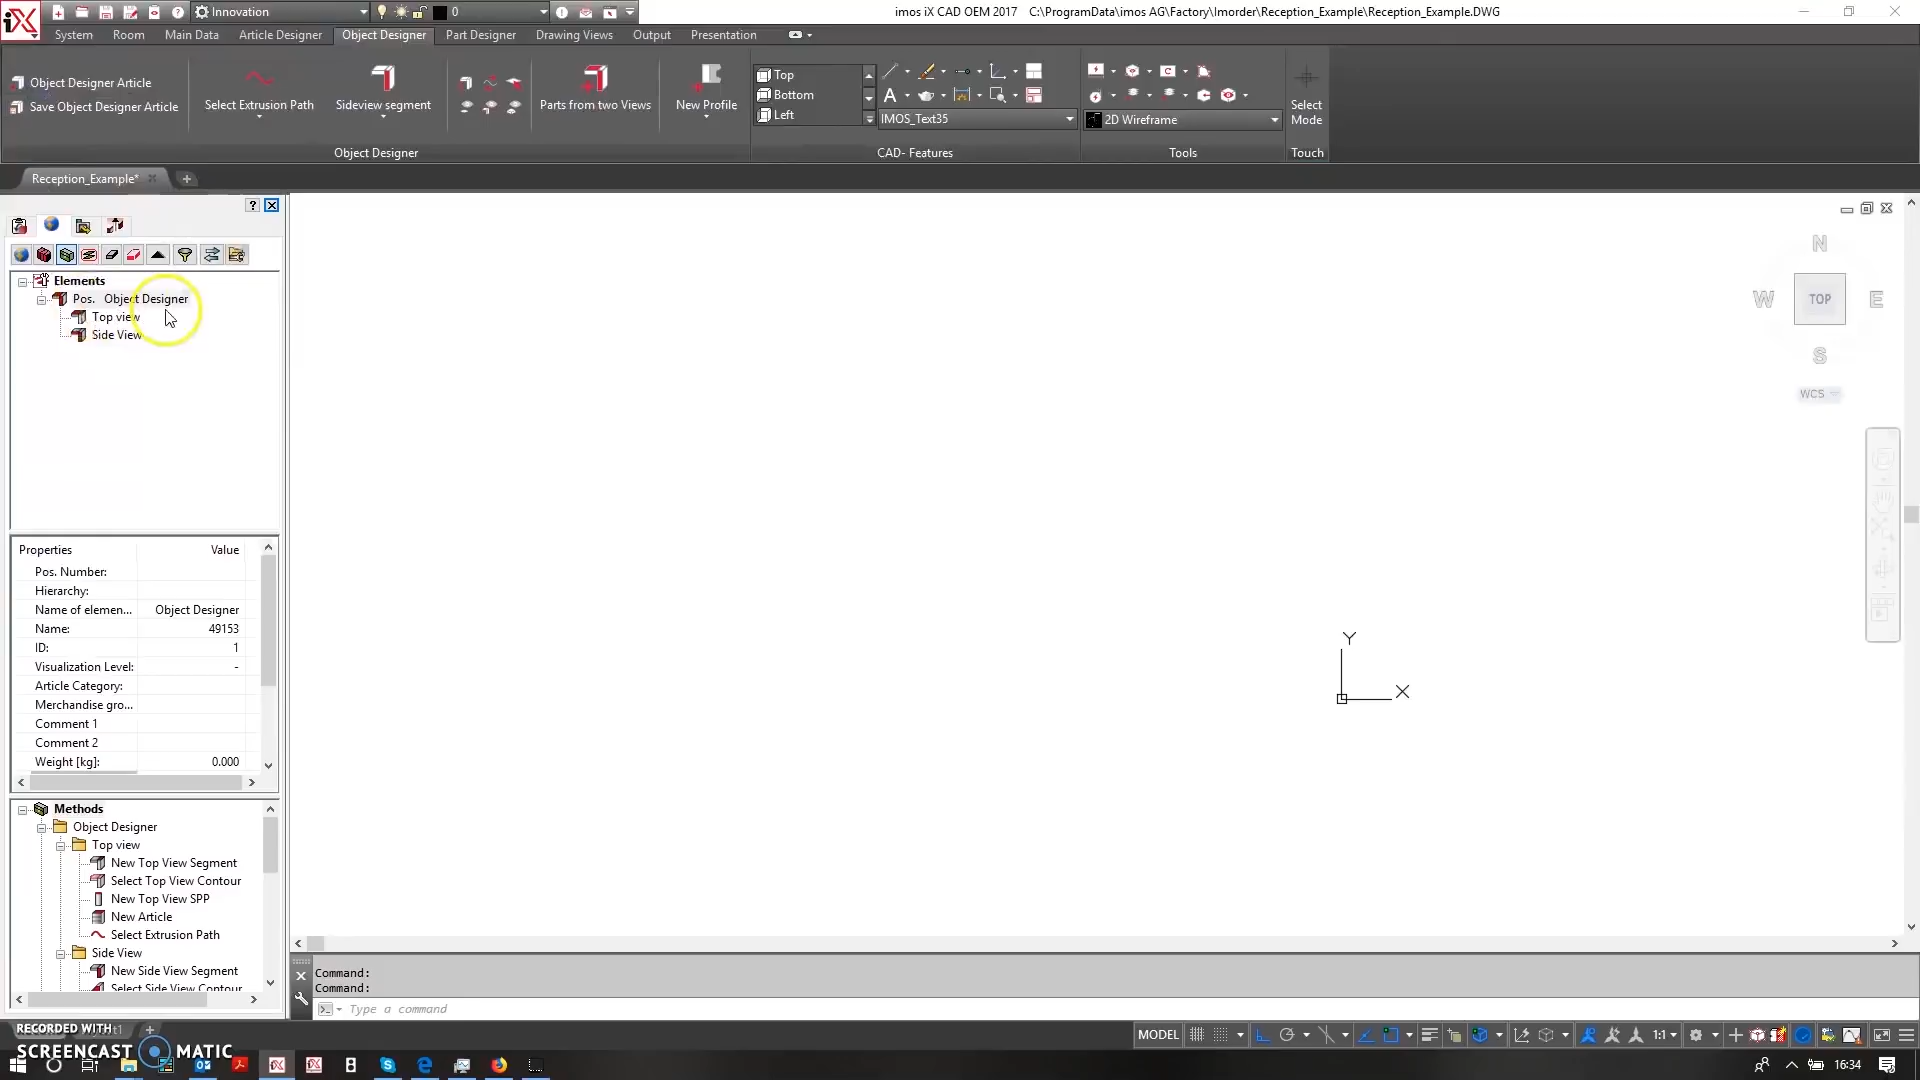 iX Innovation 0 imos iX CAD OEM 2017 C:\ProgramData\imos AG\Factory\Imorder\Reception_Example\Reception_Example.DWG
System Room Main Data Article Designer Object Designer Part Designer Drawing Views Output Presentation
Object Designer Article
Save Object Designer Article
Select Extrusion Path
Sideview segment
Parts from two Views
New Profile
Top
Bottom
Left
A
IMOS_Text35
2D Wireframe
Select
Mode
Object Designer CAD- Features Tools Touch
Reception_Example*
Elements
Pos. Object Designer
Top view
Side View
N
W TOP E
S
WCS
Properties Value
Pos. Number:
Hierarchy:
Name of elemen... Object Designer
Name: 49153
ID: 1
Visualization Level: -
Article Category:
Merchandise gro...
Comment 1
Comment 2
Weight [kg]: 0.000
Y
X
Methods
Object Designer
Top view
New Top View Segment
Select Top View Contour
New Top View SPP
New Article
Select Extrusion Path
Side View
New Side View Segment
Select Side View Contour
Command:
Command:
Type a command
MODEL 1:1
RECORDED WITH
SCREENCAST MATIC
16:34